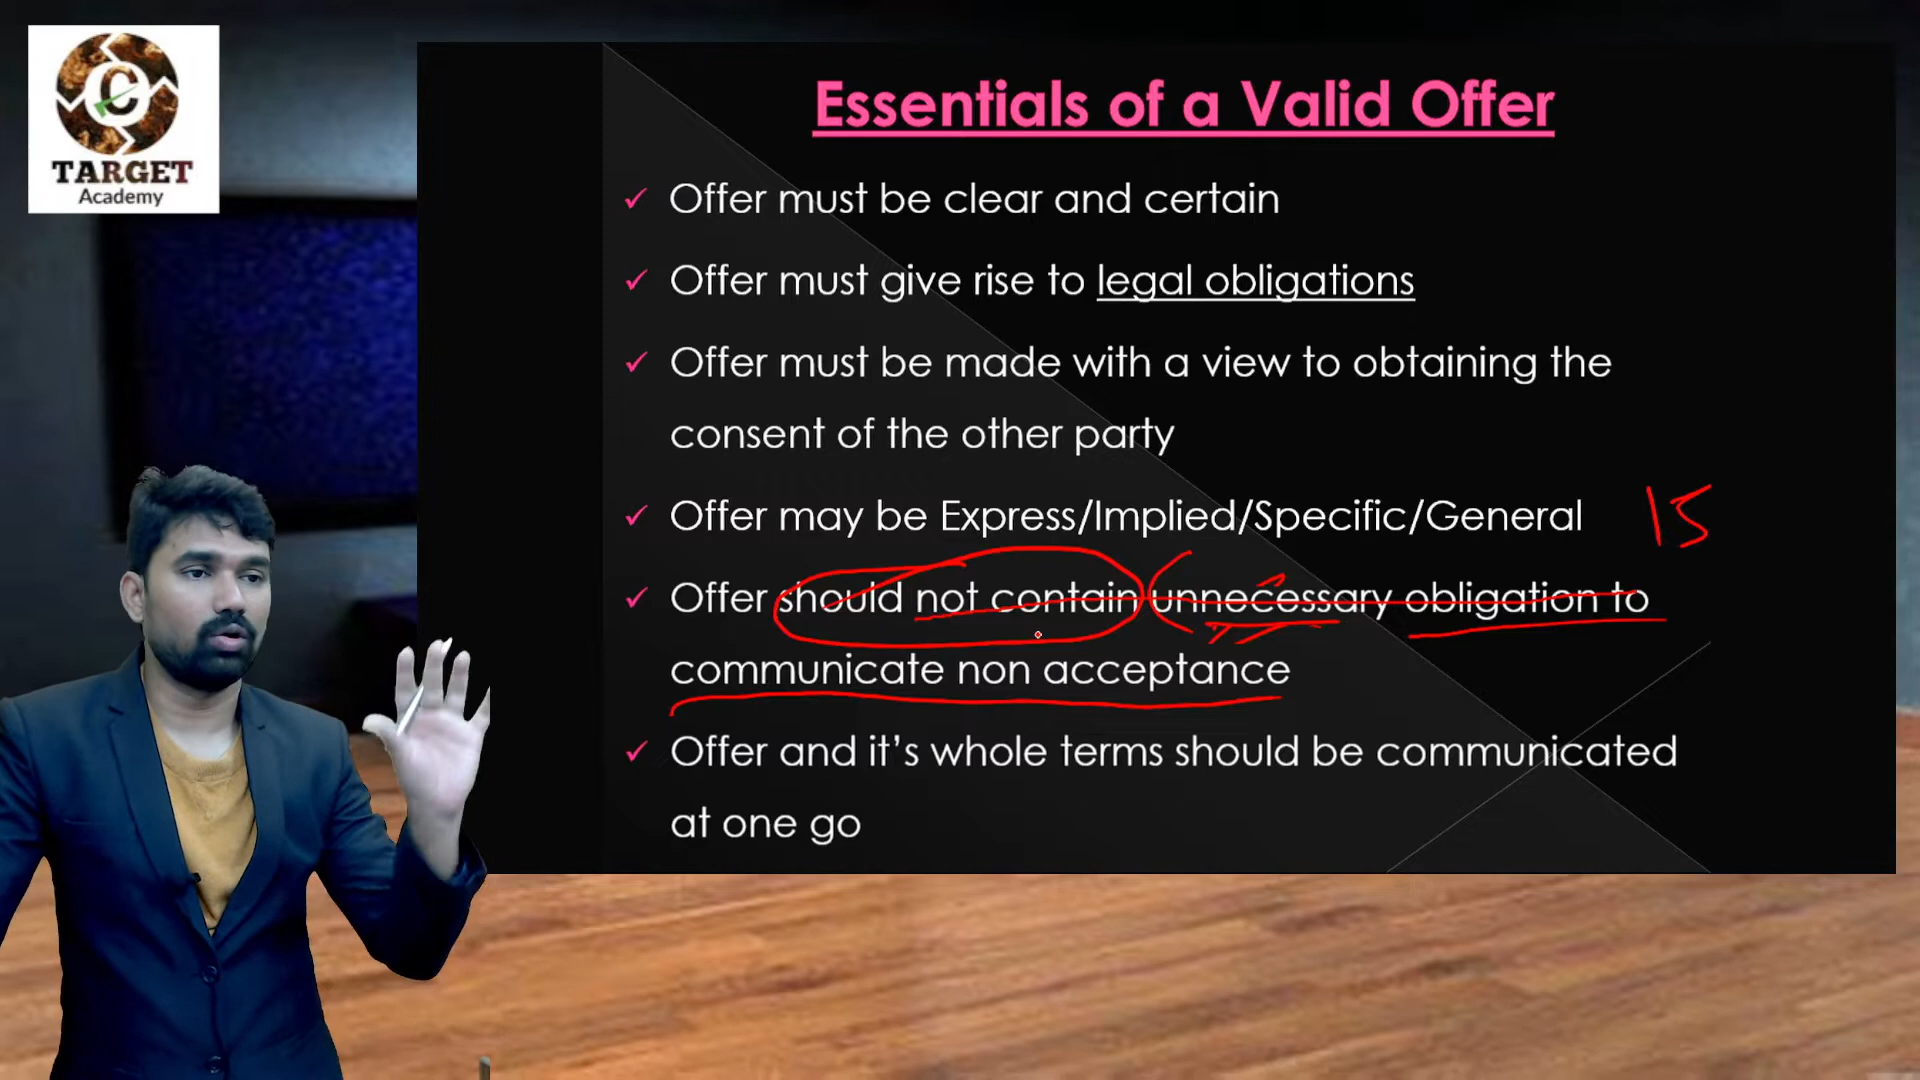 C
TARGET
Academy
Essentials of a Valid Offer
✓ Offer must be clear and certain
✓ Offer must give rise to legal obligations
✓ Offer must be made with a view to obtaining the
consent of the other party
✓ Offer may be Express/Implied/Specific/General
15
✓ Offer should not contain unnecessary obligation to
communicate non acceptance
✓ Offer and it's whole terms should be communicated
at one go